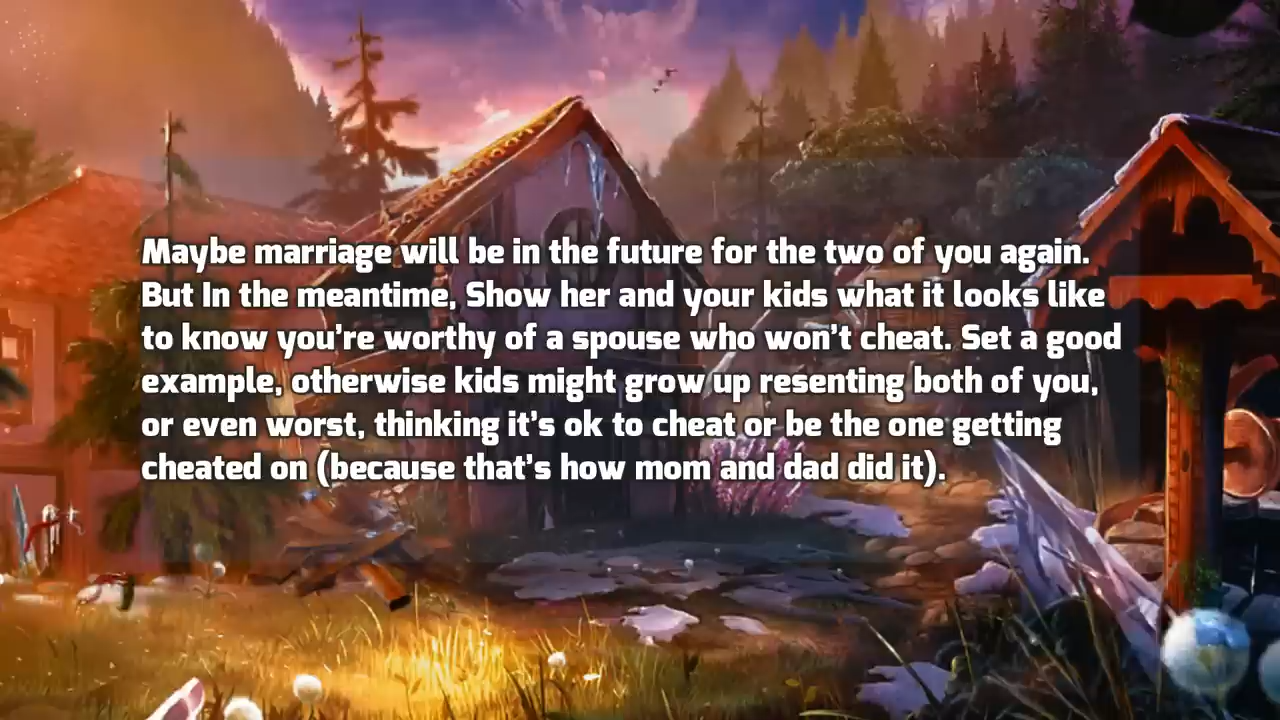 Maybe marriage will be in the future for the two of you again.
But In the meantime, Show her and your kids what it looks like
to know you're worthy of a spouse who won't cheat. Set a good
example, otherwise kids might grow up resenting both of you,
or even worst, thinking it's ok to cheat or be the one getting
cheated on (because that's how mom and dad did it).